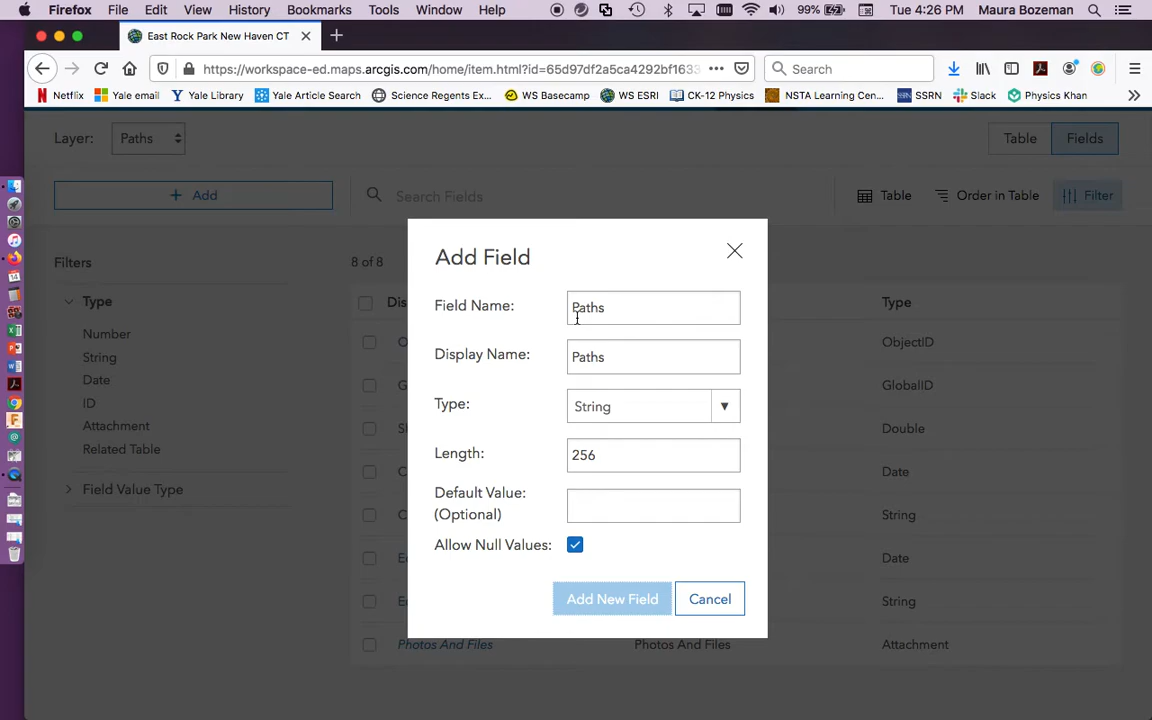 Firefox File Edit View History Bookmarks Tools Window Help 99% Tue 4:26 PM Maura Bozeman
East Rock Park New Haven CT
https://workspace-ed.maps.arcgis.com/home/item.html?id=65d97df2a5ca4292bf1633 Search
Netflix Yale email Yale Library Yale Article Search Science Regents Ex... WS Basecamp WS ESRI CK-12 Physics NSTA Learning Cen... SSRN Slack Physics Khan
Layer: Paths Table Fields
+ Add Search Fields Table Order in Table Filter
Filters 8 of 8
Add Field
Type Dis Type
Field Name: Paths
Number ObjectID
String Display Name: Paths
Date GlobalID
ID Type: String
Attachment Double
Related Table Length: 256
Date
Field Value Type Default Value:
(Optional)
String
Allow Null Values:
Date
Add New Field Cancel
String
Photos And Files Photos And Files Attachment